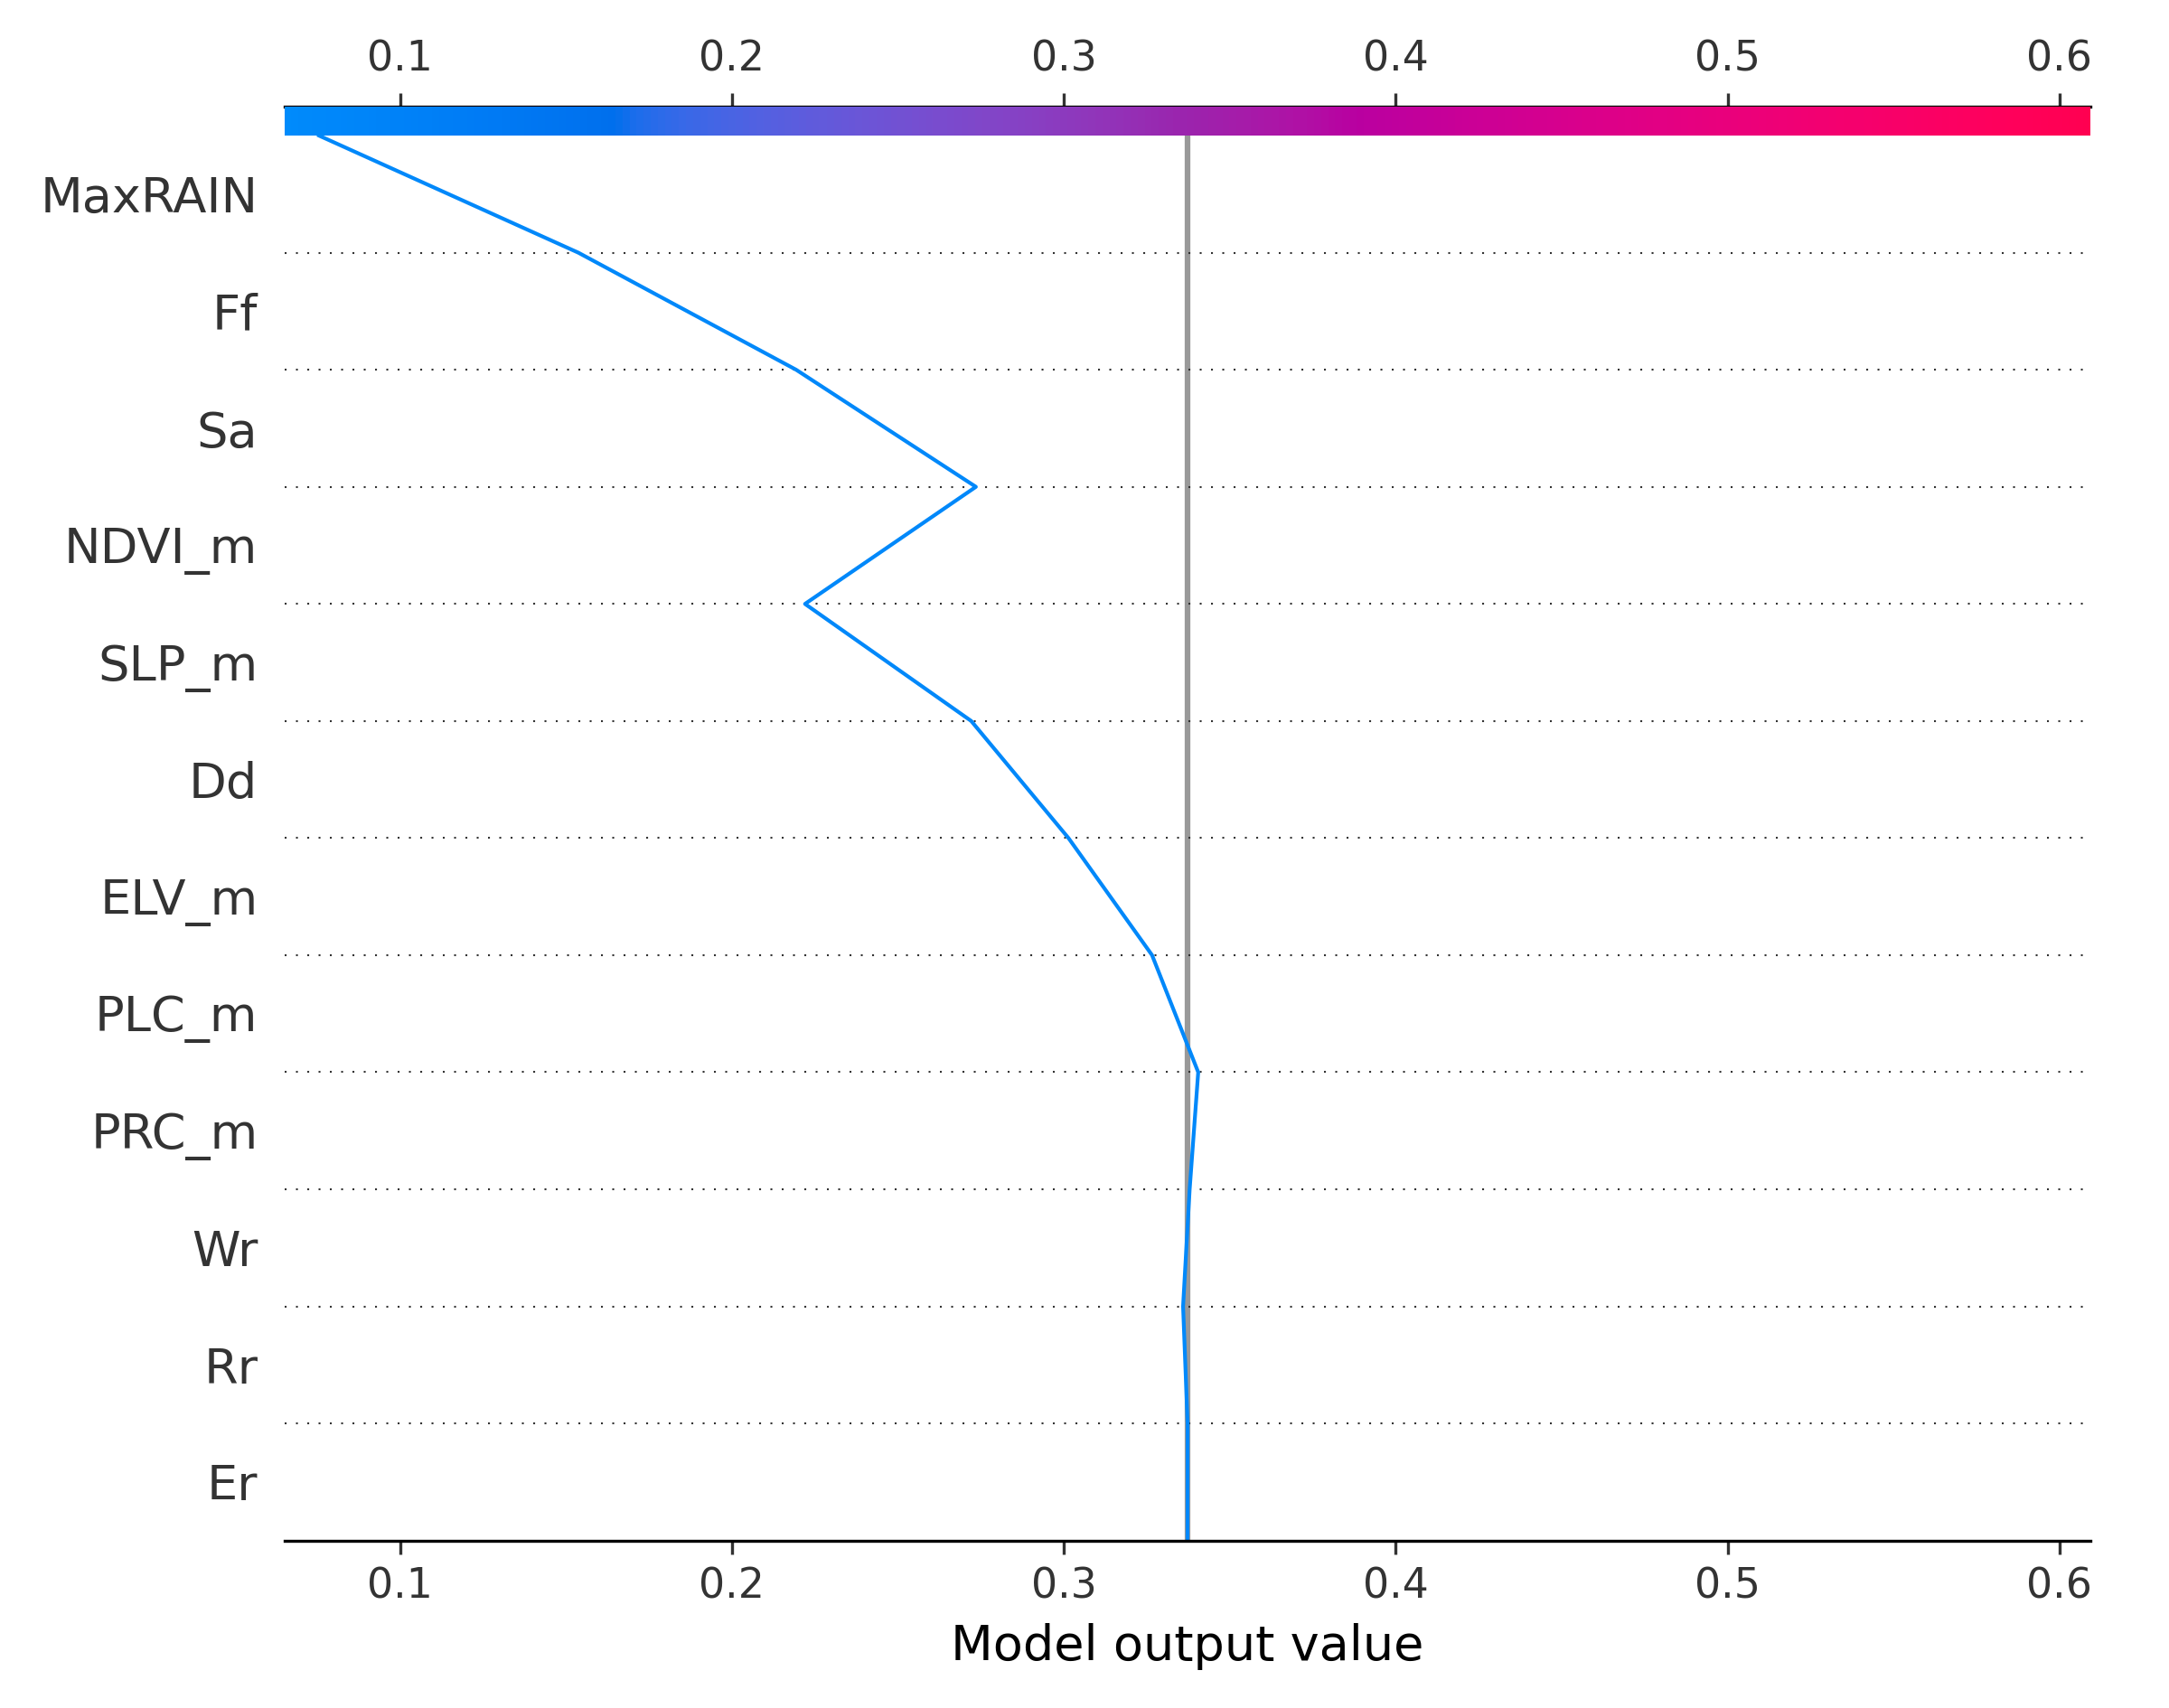 0.1 0.2 0.3 0.4 0.5 0.6
MaxRAIN
Ff
Sa
NDVI_m
SLP_m
Dd
ELV_m
PLC_m
PRC_m
Wr
Rr
Er
0.1 0.2 0.3 0.4 0.5 0.6
Model output value